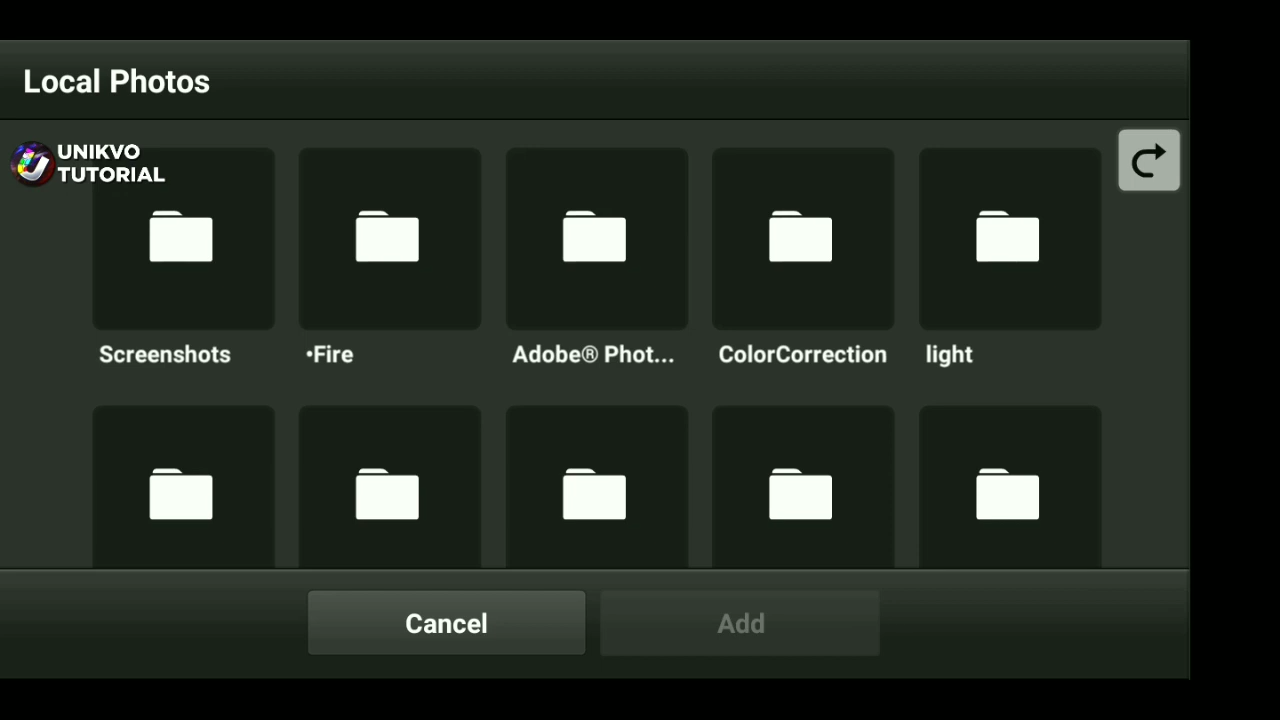 Local Photos
UNIKVO
TUTORIAL
Screenshots
•Fire
Adobe® Phot...
ColorCorrection
light
Cancel
Add